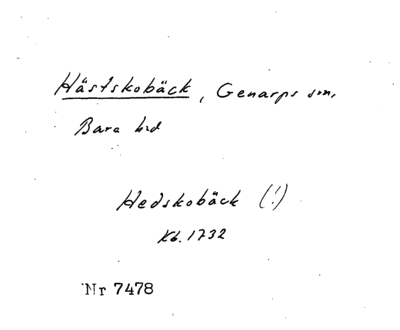 Hästskobäck, Genarps sn,
Bara hd
Hedskobäck (!)
Kb. 1732
Nr 7478